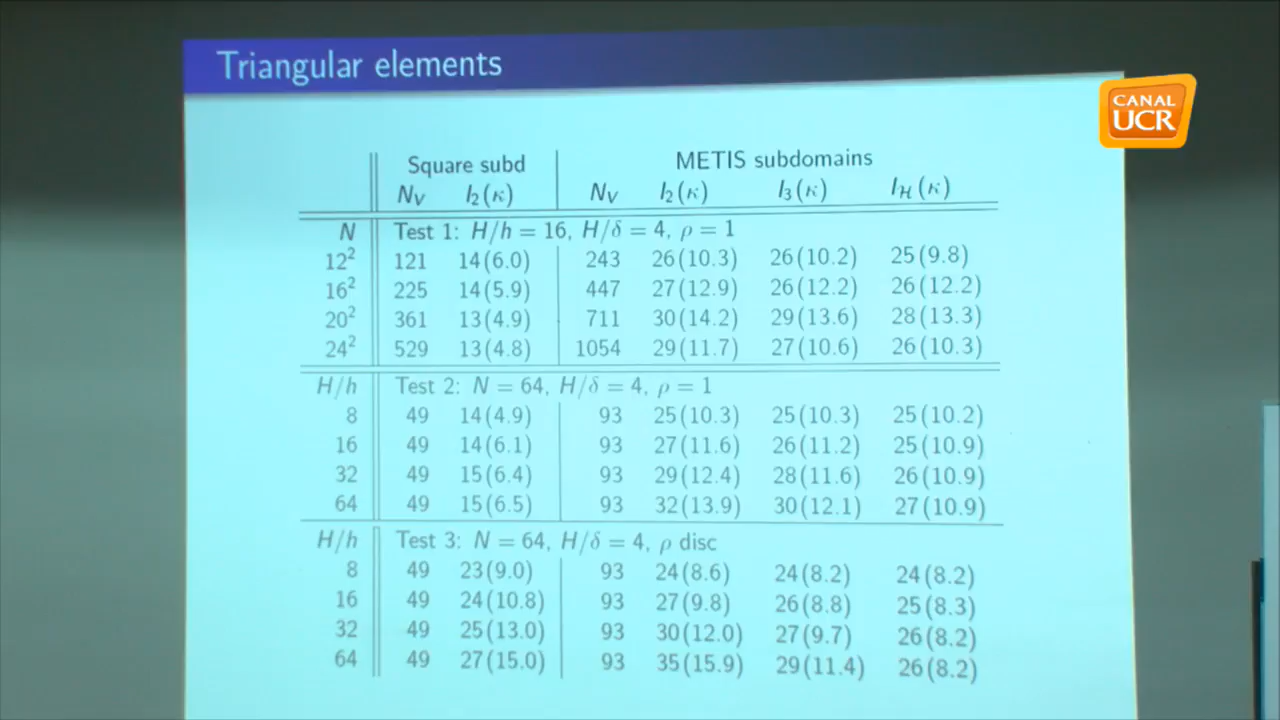 Triangular elements
CANAL
UCR
Square subd METIS subdomains
N_V I_2(κ) N_V I_2(κ) I_3(κ) I_H(κ)
N Test 1: H/h = 16, H/δ = 4, ρ = 1
12² 121 14(6.0) 243 26(10.3) 26(10.2) 25(9.8)
16² 225 14(5.9) 447 27(12.9) 26(12.2) 26(12.2)
20² 361 13(4.9) 711 30(14.2) 29(13.6) 28(13.3)
24² 529 13(4.8) 1054 29(11.7) 27(10.6) 26(10.3)
H/h Test 2: N = 64, H/δ = 4, ρ = 1
8 49 14(4.9) 93 25(10.3) 25(10.3) 25(10.2)
16 49 14(6.1) 93 27(11.6) 26(11.2) 25(10.9)
32 49 15(6.4) 93 29(12.4) 28(11.6) 26(10.9)
64 49 15(6.5) 93 32(13.9) 30(12.1) 27(10.9)
H/h Test 3: N = 64, H/δ = 4, ρ disc
8 49 23(9.0) 93 24(8.6) 24(8.2) 24(8.2)
16 49 24(10.8) 93 27(9.8) 26(8.8) 25(8.3)
32 49 25(13.0) 93 30(12.0) 27(9.7) 26(8.2)
64 49 27(15.0) 93 35(15.9) 29(11.4) 26(8.2)